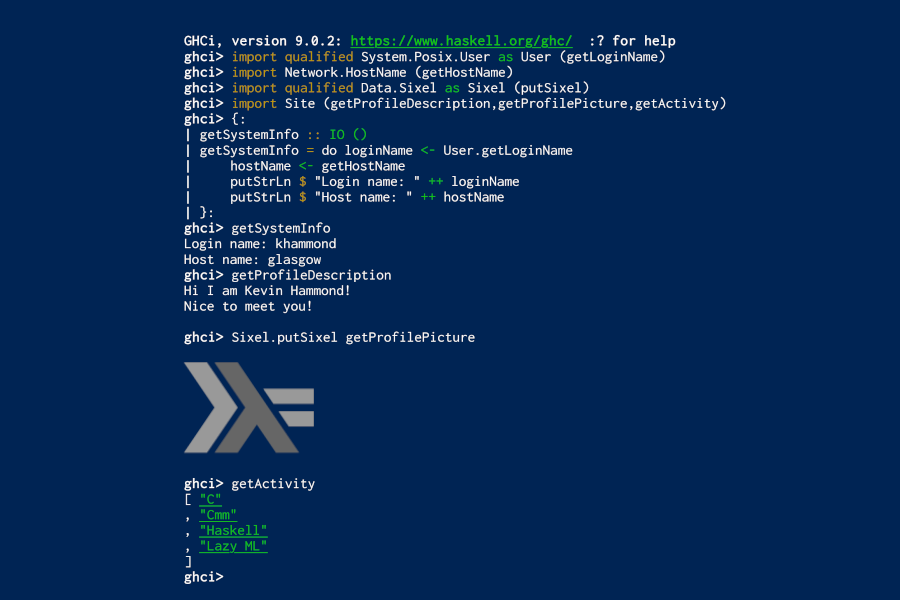 GHCi, version 9.0.2: https://www.haskell.org/ghc/  :? for help
ghci> import qualified System.Posix.User as User (getLoginName)
ghci> import Network.HostName (getHostName)
ghci> import qualified Data.Sixel as Sixel (putSixel)
ghci> import Site (getProfileDescription,getProfilePicture,getActivity)
ghci> {:
| getSystemInfo :: IO ()
| getSystemInfo = do loginName <- User.getLoginName
|     hostName <- getHostName
|     putStrLn $ "Login name: " ++ loginName
|     putStrLn $ "Host name: " ++ hostName
| }:
ghci> getSystemInfo
Login name: khammond
Host name: glasgow
ghci> getProfileDescription
Hi I am Kevin Hammond!
Nice to meet you!
ghci> Sixel.putSixel getProfilePicture
ghci> getActivity
[ "C"
, "Cmm"
, "Haskell"
, "Lazy ML"
]
ghci>